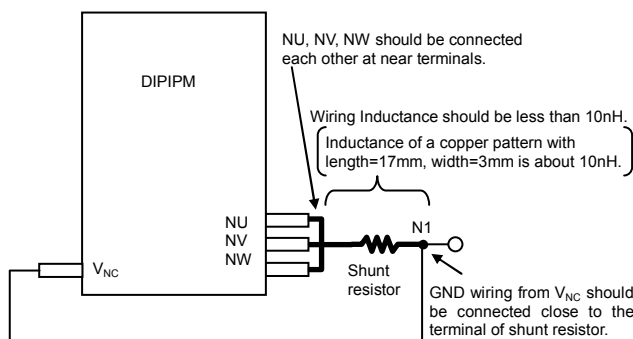 NU, NV, NW should be connected
each other at near terminals.
DIPIPM
Wiring Inductance should be less than 10nH.
Inductance of a copper pattern with
length=17mm, width=3mm is about 10nH.
NU
NV
NW
N1
VNC
Shunt
resistor
GND wiring from VNC should
be connected close to the
terminal of shunt resistor.